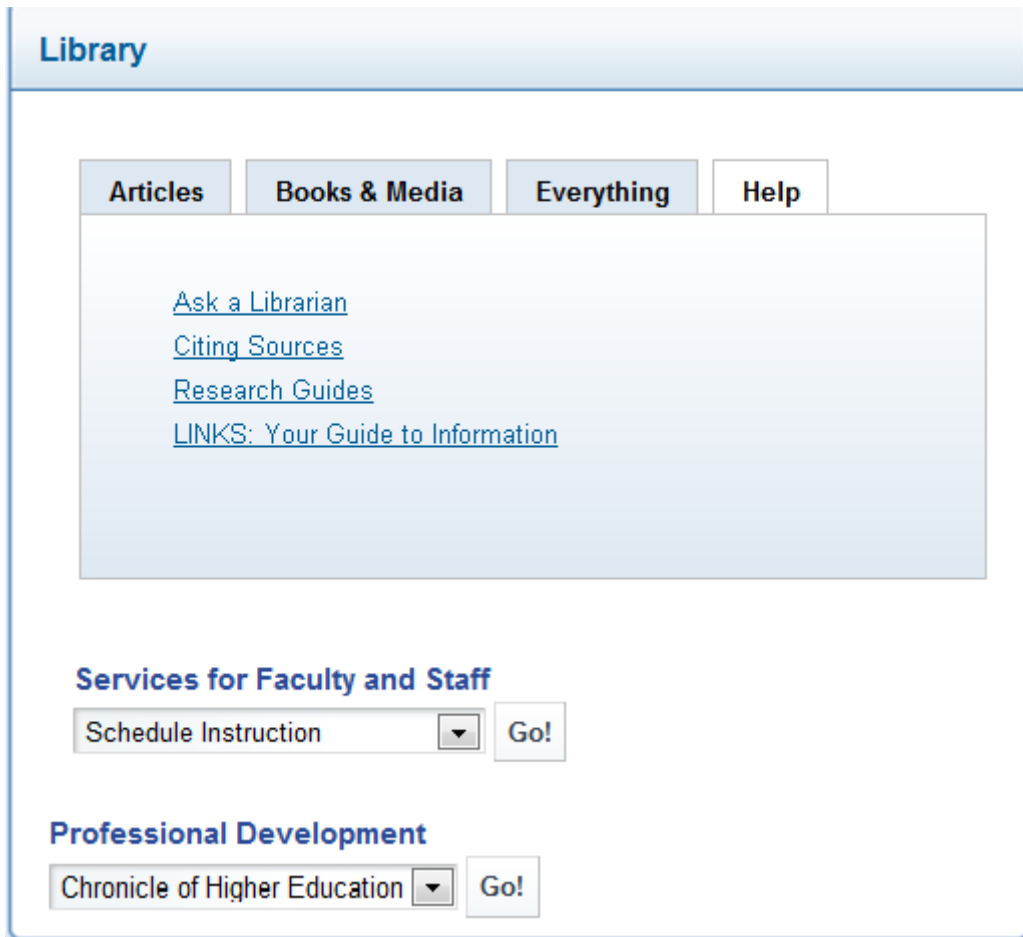 Library
Articles Books & Media Everything Help
Ask a Librarian
Citing Sources
Research Guides
LINKS: Your Guide to Information
Services for Faculty and Staff
Schedule Instruction Go!
Professional Development
Chronicle of Higher Education Go!